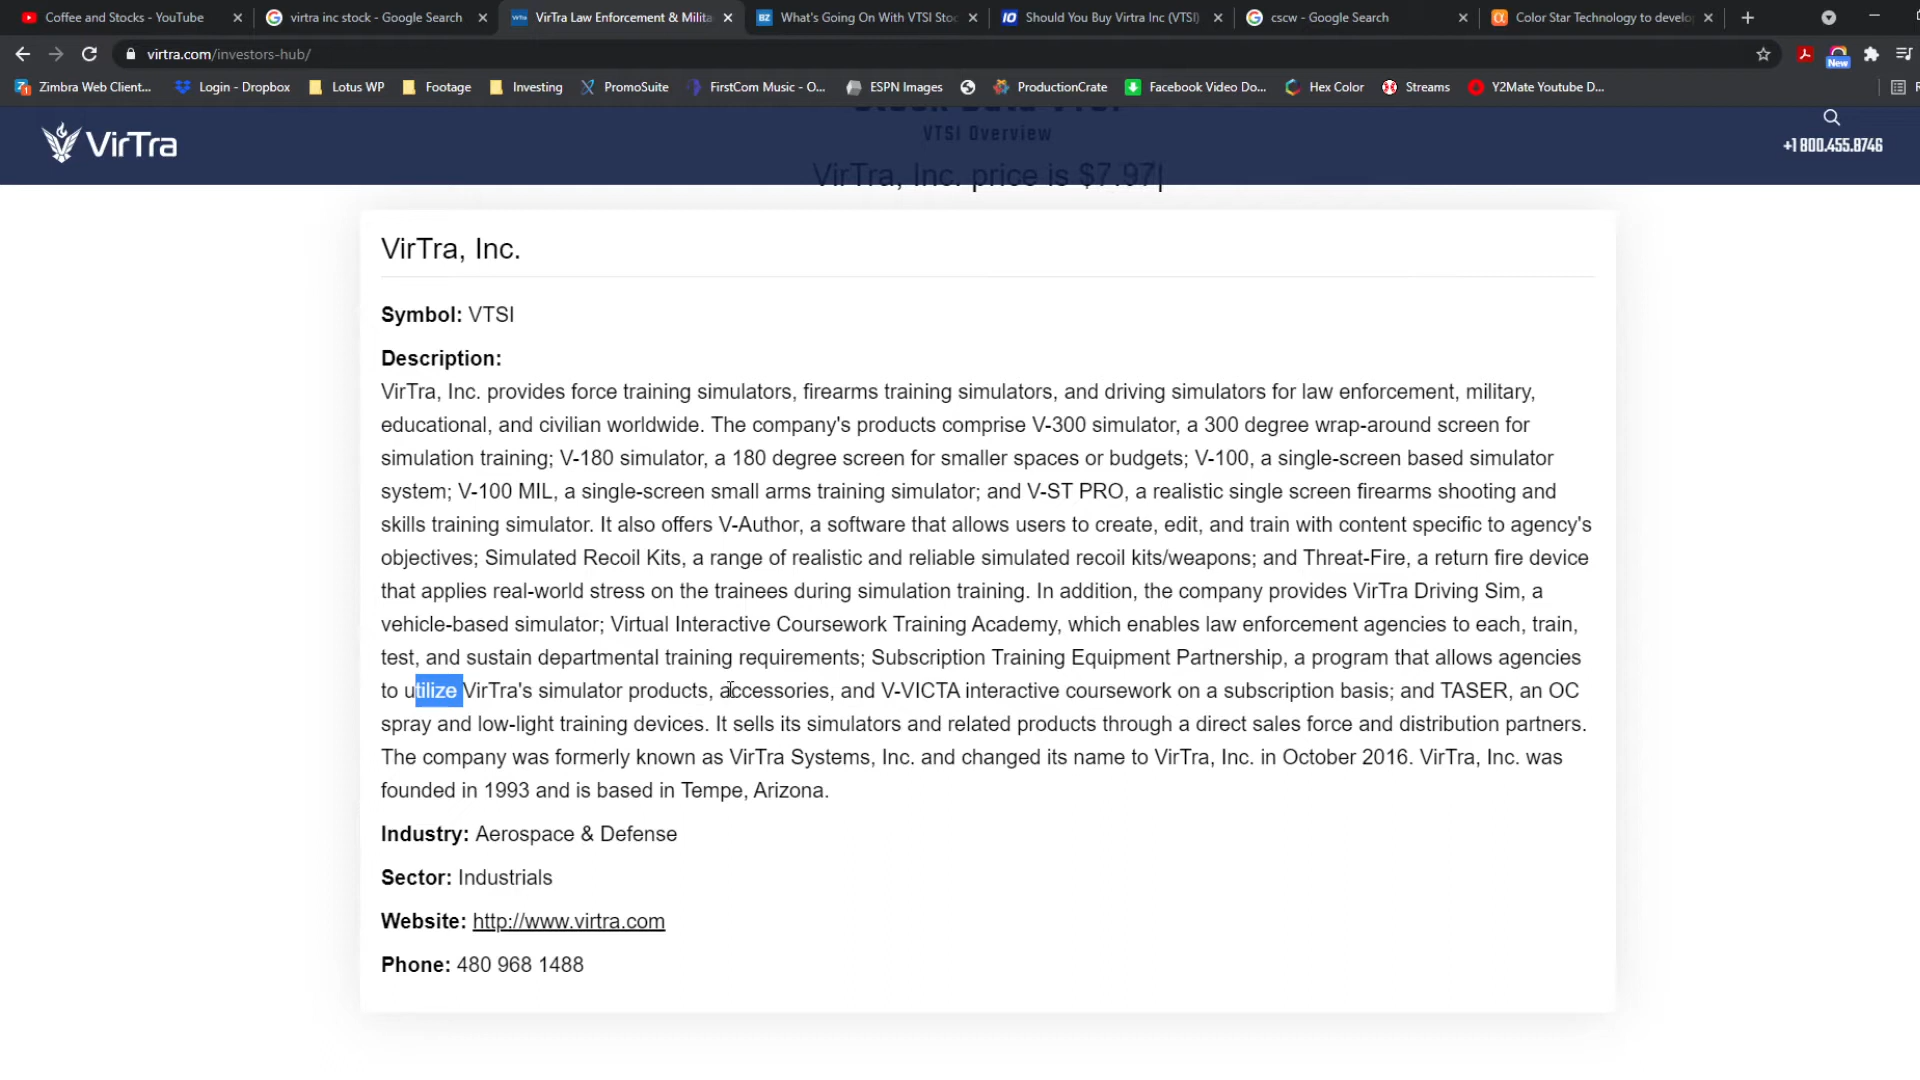 Coffee and Stocks - YouTube
virtra inc stock - Google Search
VirTra Law Enforcement & Milita
What's Going On With VTSI Stoc
Should You Buy Virtra Inc (VTSI)
cscw - Google Search
Color Star Technology to develo
virtra.com/investors-hub/
New
Zimbra Web Client...
Login - Dropbox
Lotus WP
Footage
Investing
PromoSuite
FirstCom Music - O...
ESPN Images
ProductionCrate
Facebook Video Do...
Hex Color
Streams
Y2Mate Youtube D...
VirTra
Stock Data VTSI
VTSI Overview
VirTra, Inc. price is $7.97|
+1 800.455.8746
VirTra, Inc.
Symbol: VTSI
Description:
VirTra, Inc. provides force training simulators, firearms training simulators, and driving simulators for law enforcement, military,
educational, and civilian worldwide. The company's products comprise V-300 simulator, a 300 degree wrap-around screen for
simulation training; V-180 simulator, a 180 degree screen for smaller spaces or budgets; V-100, a single-screen based simulator
system; V-100 MIL, a single-screen small arms training simulator; and V-ST PRO, a realistic single screen firearms shooting and
skills training simulator. It also offers V-Author, a software that allows users to create, edit, and train with content specific to agency's
objectives; Simulated Recoil Kits, a range of realistic and reliable simulated recoil kits/weapons; and Threat-Fire, a return fire device
that applies real-world stress on the trainees during simulation training. In addition, the company provides VirTra Driving Sim, a
vehicle-based simulator; Virtual Interactive Coursework Training Academy, which enables law enforcement agencies to each, train,
test, and sustain departmental training requirements; Subscription Training Equipment Partnership, a program that allows agencies
to utilize VirTra's simulator products, accessories, and V-VICTA interactive coursework on a subscription basis; and TASER, an OC
spray and low-light training devices. It sells its simulators and related products through a direct sales force and distribution partners.
The company was formerly known as VirTra Systems, Inc. and changed its name to VirTra, Inc. in October 2016. VirTra, Inc. was
founded in 1993 and is based in Tempe, Arizona.
Industry: Aerospace & Defense
Sector: Industrials
Website: http://www.virtra.com
Phone: 480 968 1488